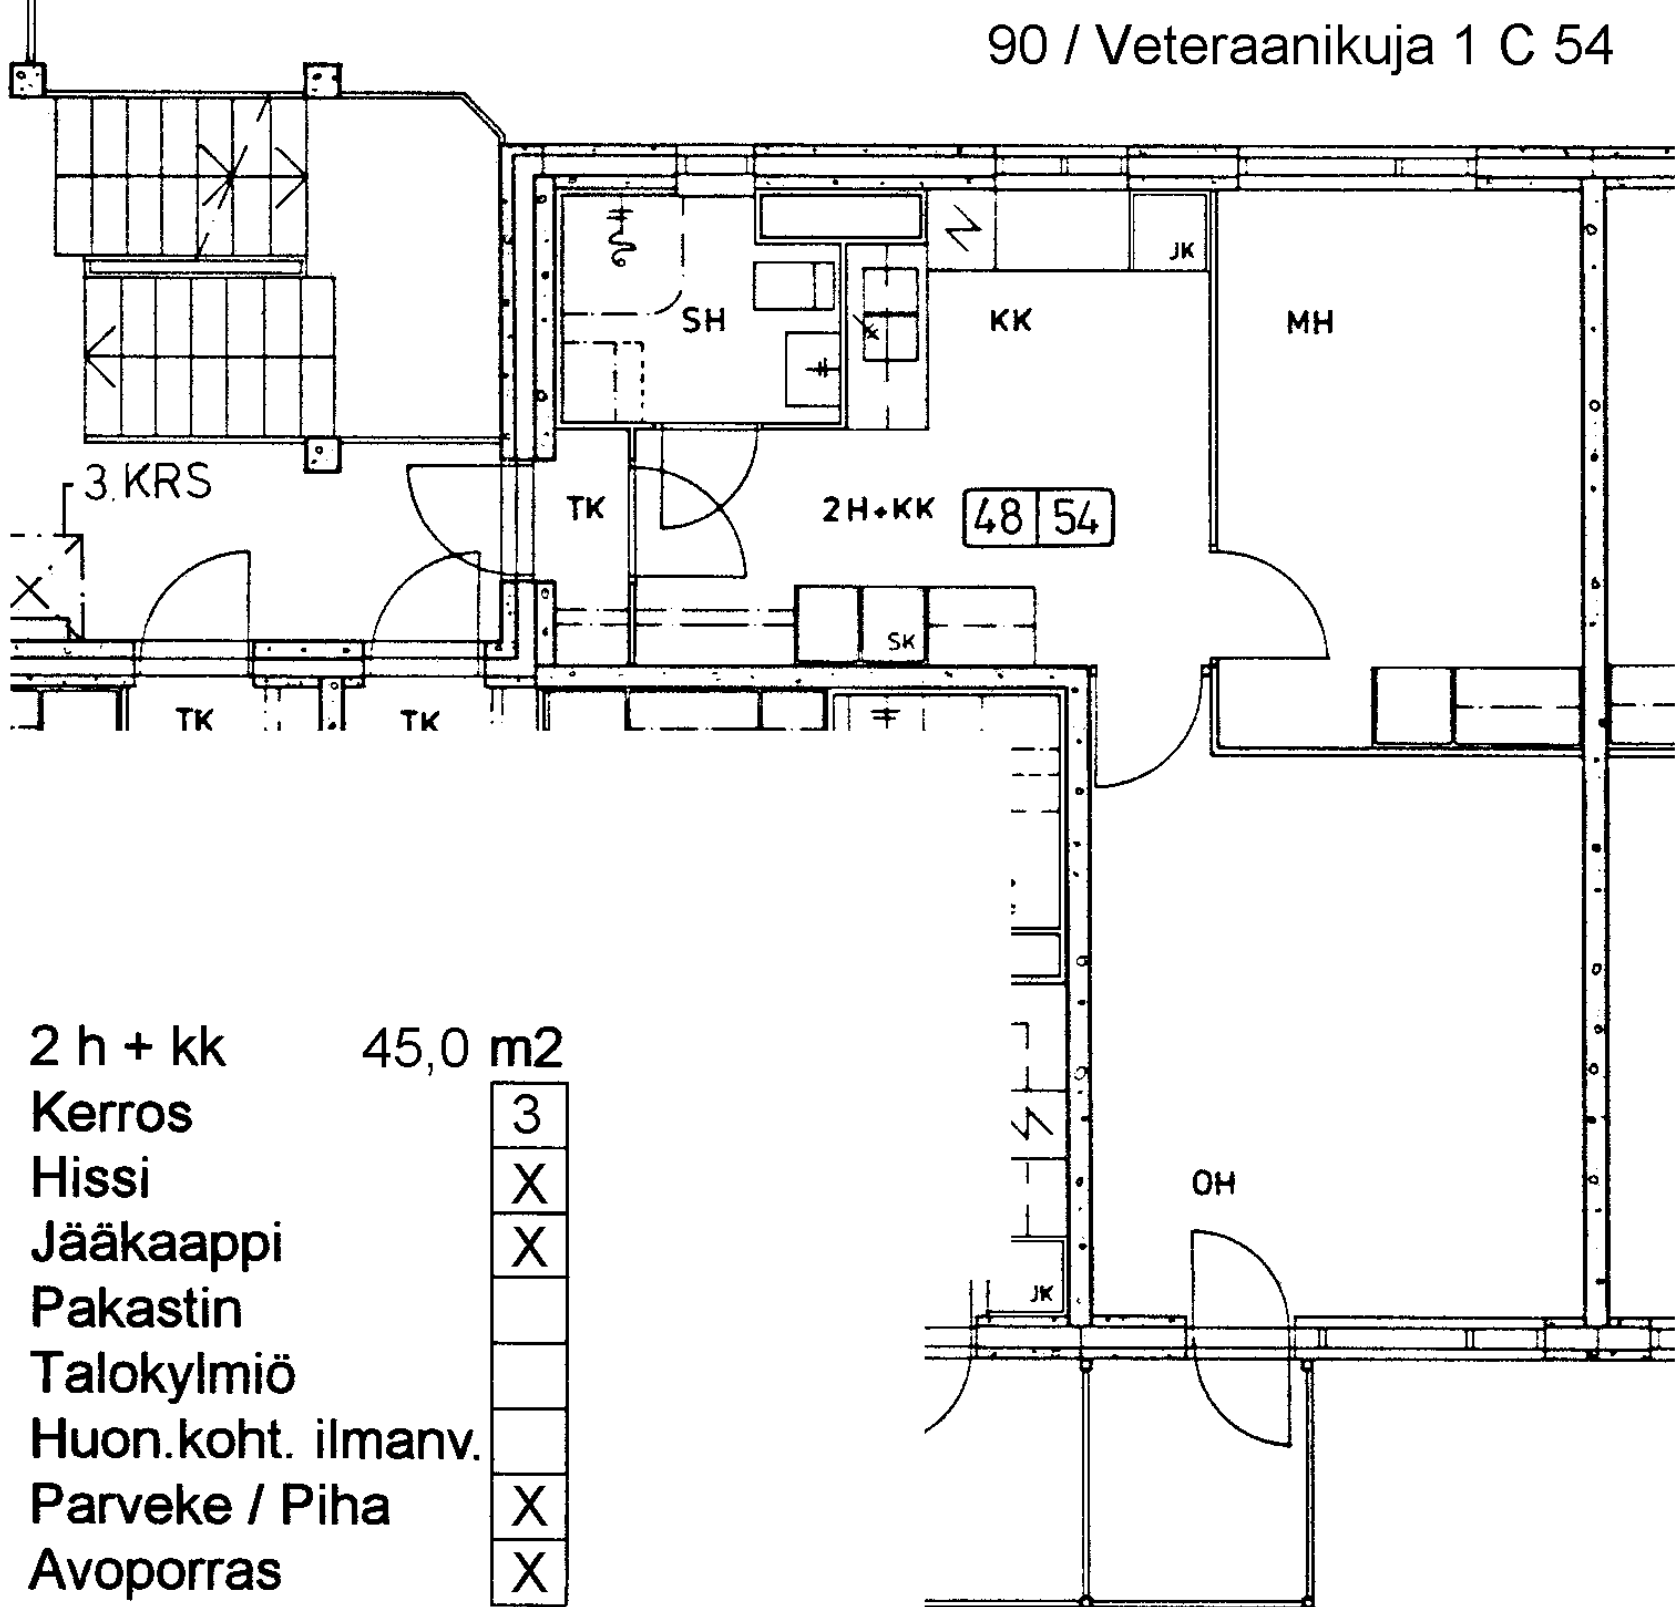 90 / Veteraanikuja 1 C 54
JK
SH
KK
MH
3.KRS
TK
2H+KK
48 54
SK
TK
TK
OH
JK
2 h + kk 45,0 m2
Kerros 3
Hissi X
Jääkaappi X
Pakastin
Talokylmiö
Huon.koht. ilmanv.
Parveke / Piha X
Avoporras X